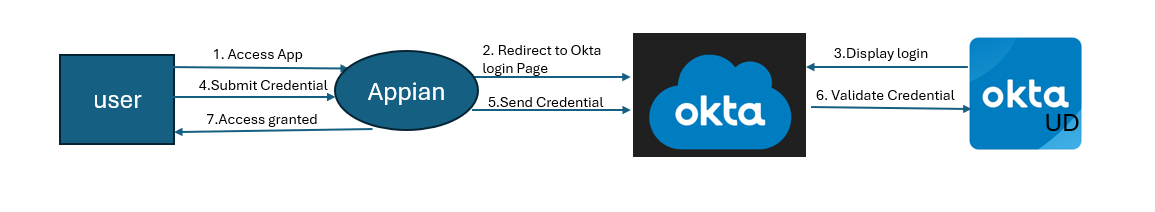 user
1. Access App
4.Submit Credential
7.Access granted
Appian
2. Redirect to Okta
login Page
5.Send Credential
okta
3.Display login
6. Validate Credential
okta
UD